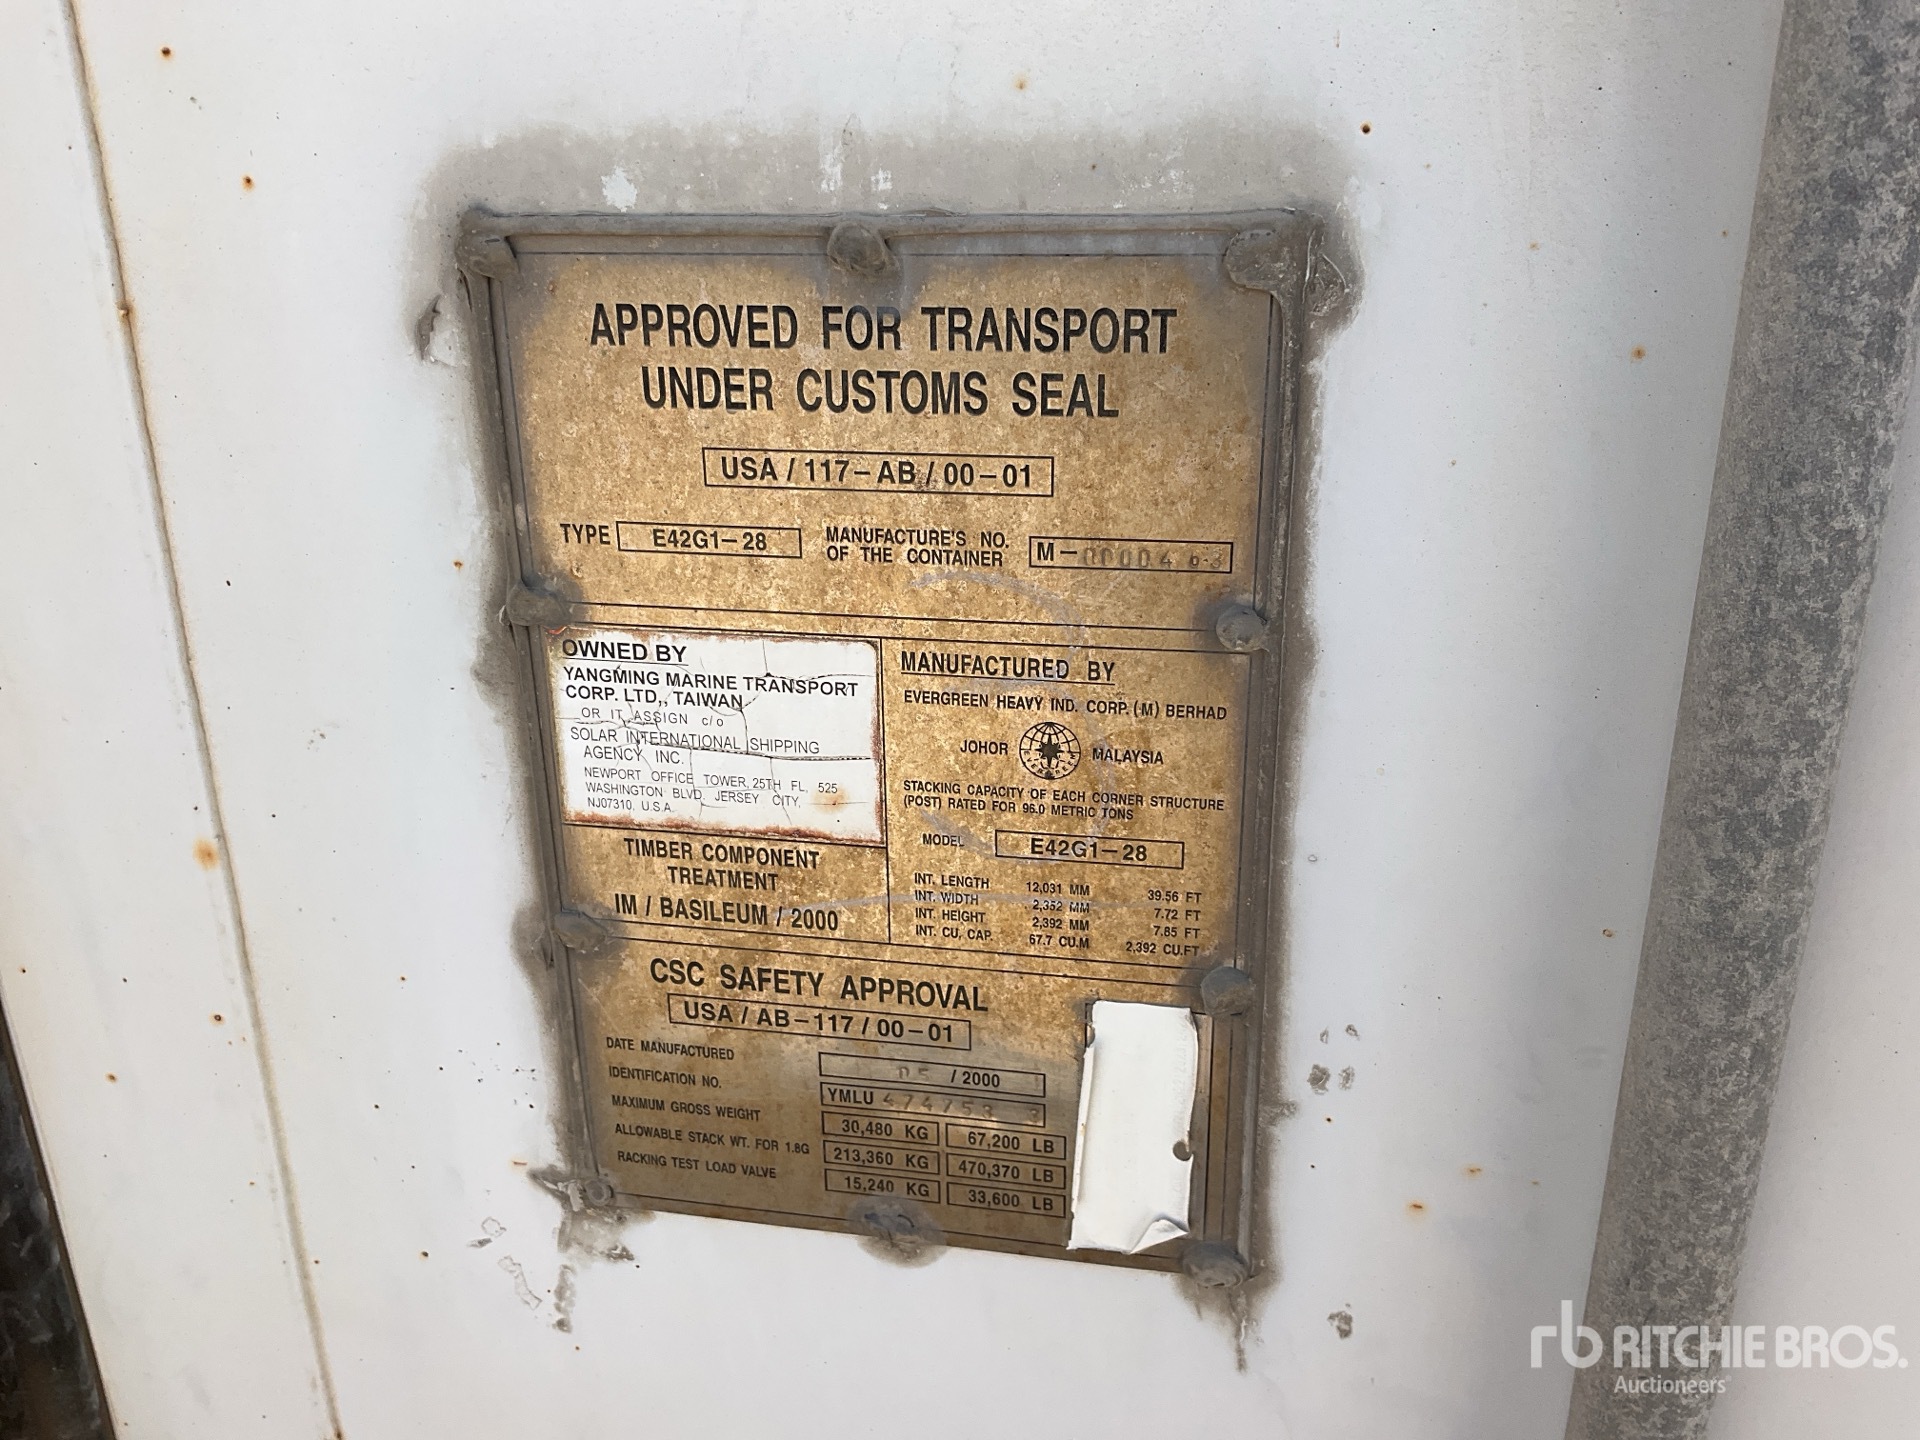 APPROVED FOR TRANSPORT
UNDER CUSTOMS SEAL
USA / 117-AB / 00-01
TYPE E42G1-28
MANUFACTURE'S NO.
OF THE CONTAINER
M-0000463
OWNED BY
YANGMING MARINE TRANSPORT
CORP. LTD,, TAIWAN
OR IT ASSIGN c/o
SOLAR INTERNATIONAL SHIPPING
AGENCY INC.
NEWPORT OFFICE TOWER, 25TH FL, 525
WASHINGTON BLVD, JERSEY CITY,
NJ07310, U.S.A.
TIMBER COMPONENT
TREATMENT
IM / BASILEUM / 2000
MANUFACTURED BY
EVERGREEN HEAVY IND. CORP. (M) BERHAD
JOHOR EVERGREEN MALAYSIA
STACKING CAPACITY OF EACH CORNER STRUCTURE
(POST) RATED FOR 96.0 METRIC TONS
MODEL E42G1-28
INT. LENGTH 12,031 MM 39.56 FT
INT. WIDTH 2,352 MM 7.72 FT
INT. HEIGHT 2,392 MM 7.85 FT
INT. CU, CAP. 67.7 CU.M 2,392 CU.FT
CSC SAFETY APPROVAL
USA / AB-117 / 00-01
DATE MANUFACTURED 05 / 2000
IDENTIFICATION NO. YMLU 474753 3
MAXIMUM GROSS WEIGHT 30,480 KG 67,200 LB
ALLOWABLE STACK WT. FOR 1.8G 213,360 KG 470,370 LB
RACKING TEST LOAD VALVE 15,240 KG 33,600 LB
rb RITCHIE BROS.
Auctioneers